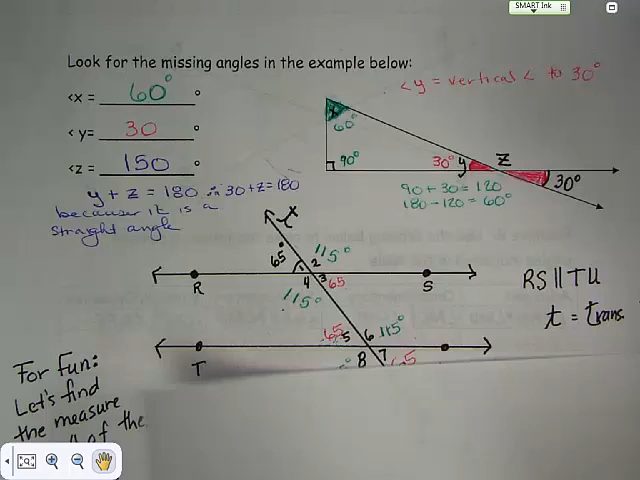 SMART Ink
Look for the missing angles in the example below:
<x = 60°
<y = 30 °
<z = 150 °
< y = vertical < to 30°
x
60°
90°
30° y z
30°
90 + 30 = 120
180 - 120 = 60°
y + z = 180 30 + z = 180
because it is a
straight angle
t
65° 1 2 115°
4 3 65
115°
R S
RS || TU
t = trans.
65 5 6 115°
8 7
T
For Fun:
Let's find
the measure
of the